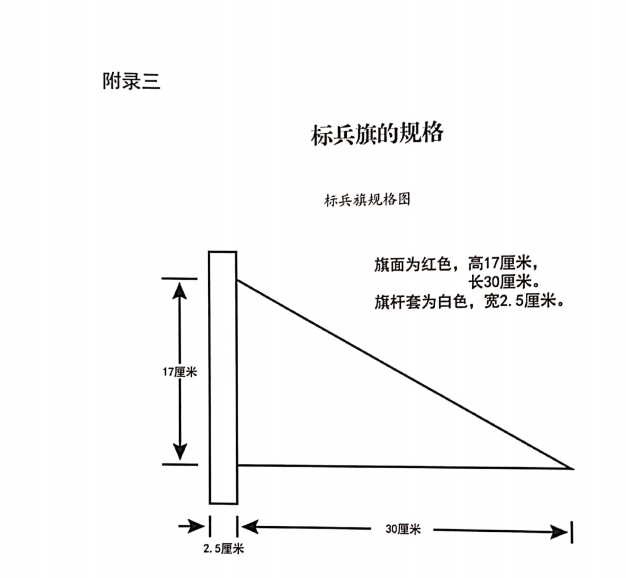 附录三
标兵旗的规格
标兵旗规格图
旗面为红色，高17厘米，
长30厘米。
旗杆套为白色，宽2.5厘米。
17厘米
30厘米
2.5厘米